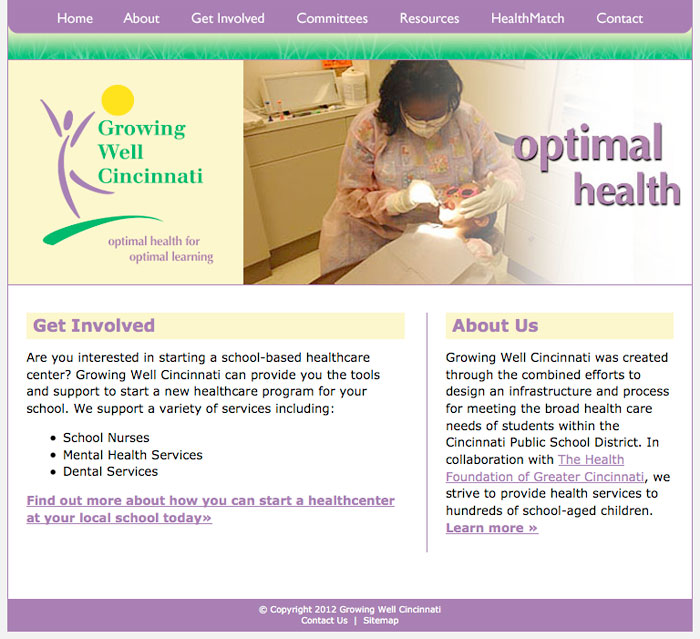 Home About Get Involved Committees Resources HealthMatch Contact
Growing
Well
Cincinnati
optimal health for
optimal learning
optimal
health
Get Involved
Are you interested in starting a school-based healthcare
center? Growing Well Cincinnati can provide you the tools
and support to start a new healthcare program for your
school. We support a variety of services including:
• School Nurses
• Mental Health Services
• Dental Services
Find out more about how you can start a healthcenter
at your local school today»
About Us
Growing Well Cincinnati was created
through the combined efforts to
design an infrastructure and process
for meeting the broad health care
needs of students within the
Cincinnati Public School District. In
collaboration with The Health
Foundation of Greater Cincinnati, we
strive to provide health services to
hundreds of school-aged children.
Learn more »
© Copyright 2012 Growing Well Cincinnati
Contact Us | Sitemap